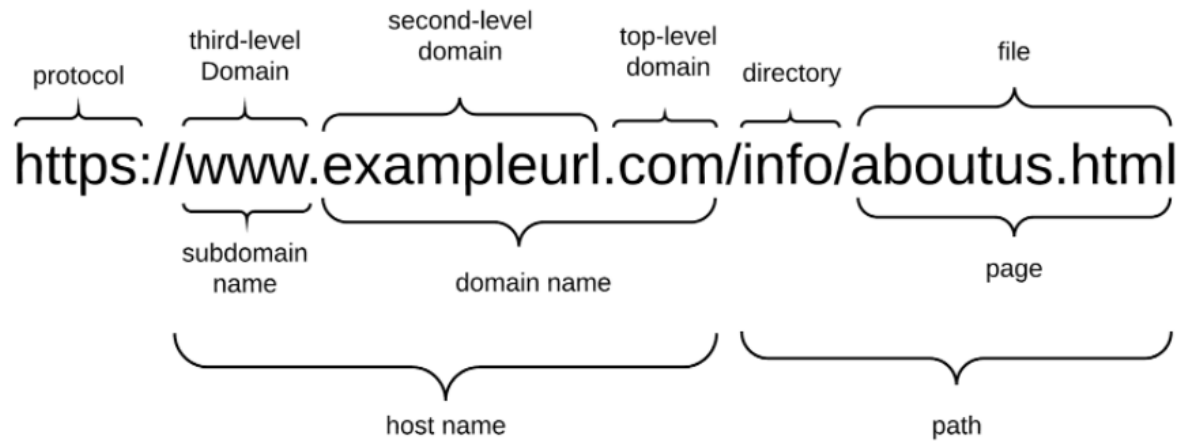 second-level
domain
third-level
Domain
top-level
domain
file
protocol
directory
https://www.exampleurl.com/info/aboutus.html
subdomain
name
domain name
page
host name
path